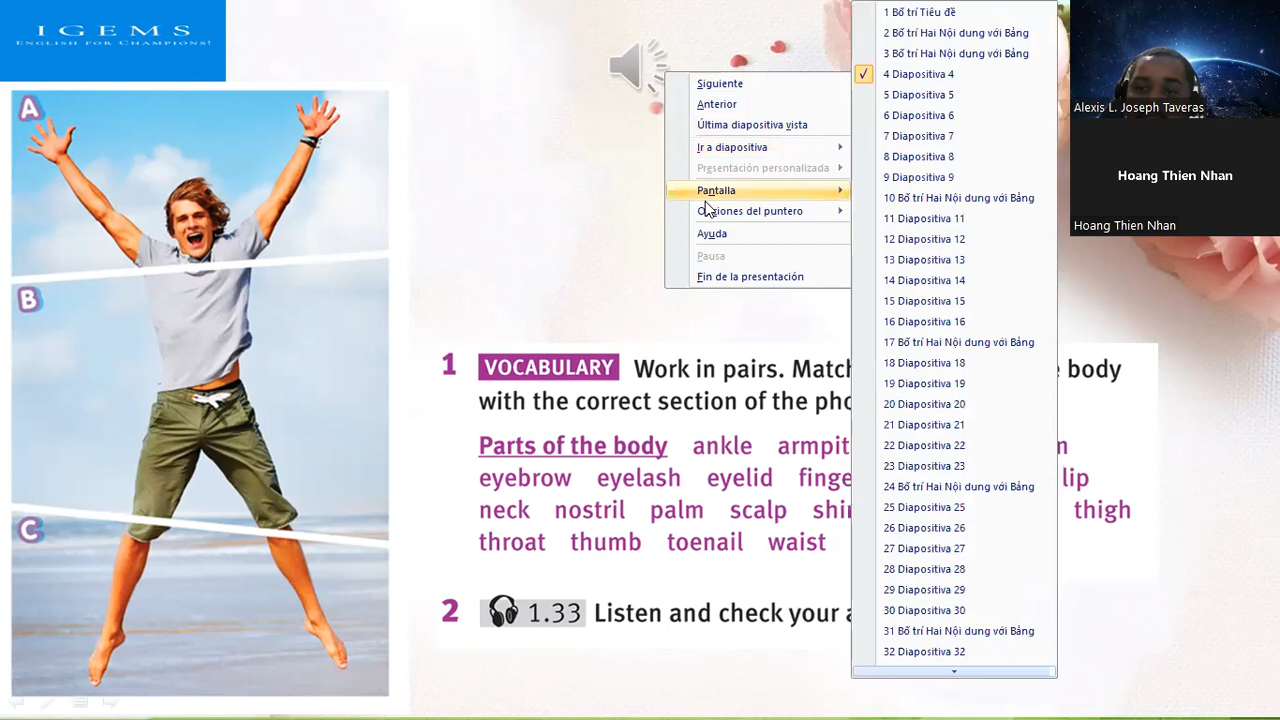 IGEMS
ENGLISH FOR CHAMPIONS!
A
B
C
Siguiente
Anterior
Última diapositiva vista
Ir a diapositiva
Presentación personalizada
Pantalla
Opciones del puntero
Ayuda
Pausa
Fin de la presentación
1 Bố trí Tiêu đề
2 Bố trí Hai Nội dung với Bảng
3 Bố trí Hai Nội dung với Bảng
✓ 4 Diapositiva 4
5 Diapositiva 5
6 Diapositiva 6
7 Diapositiva 7
8 Diapositiva 8
9 Diapositiva 9
10 Bố trí Hai Nội dung với Bảng
11 Diapositiva 11
12 Diapositiva 12
13 Diapositiva 13
14 Diapositiva 14
15 Diapositiva 15
16 Diapositiva 16
17 Bố trí Hai Nội dung với Bảng
18 Diapositiva 18
19 Diapositiva 19
20 Diapositiva 20
21 Diapositiva 21
22 Diapositiva 22
23 Diapositiva 23
24 Bố trí Hai Nội dung với Bảng
25 Diapositiva 25
26 Diapositiva 26
27 Diapositiva 27
28 Diapositiva 28
29 Diapositiva 29
30 Diapositiva 30
31 Bố trí Hai Nội dung với Bảng
32 Diapositiva 32
Alexis L. Joseph Taveras
Hoang Thien Nhan
Hoang Thien Nhan
1 VOCABULARY Work in pairs. Match body
with the correct section of the
Parts of the body ankle armpit
eyebrow eyelash eyelid lip
neck nostril palm scalp thigh
throat thumb toenail waist
2 1.33 Listen and check your